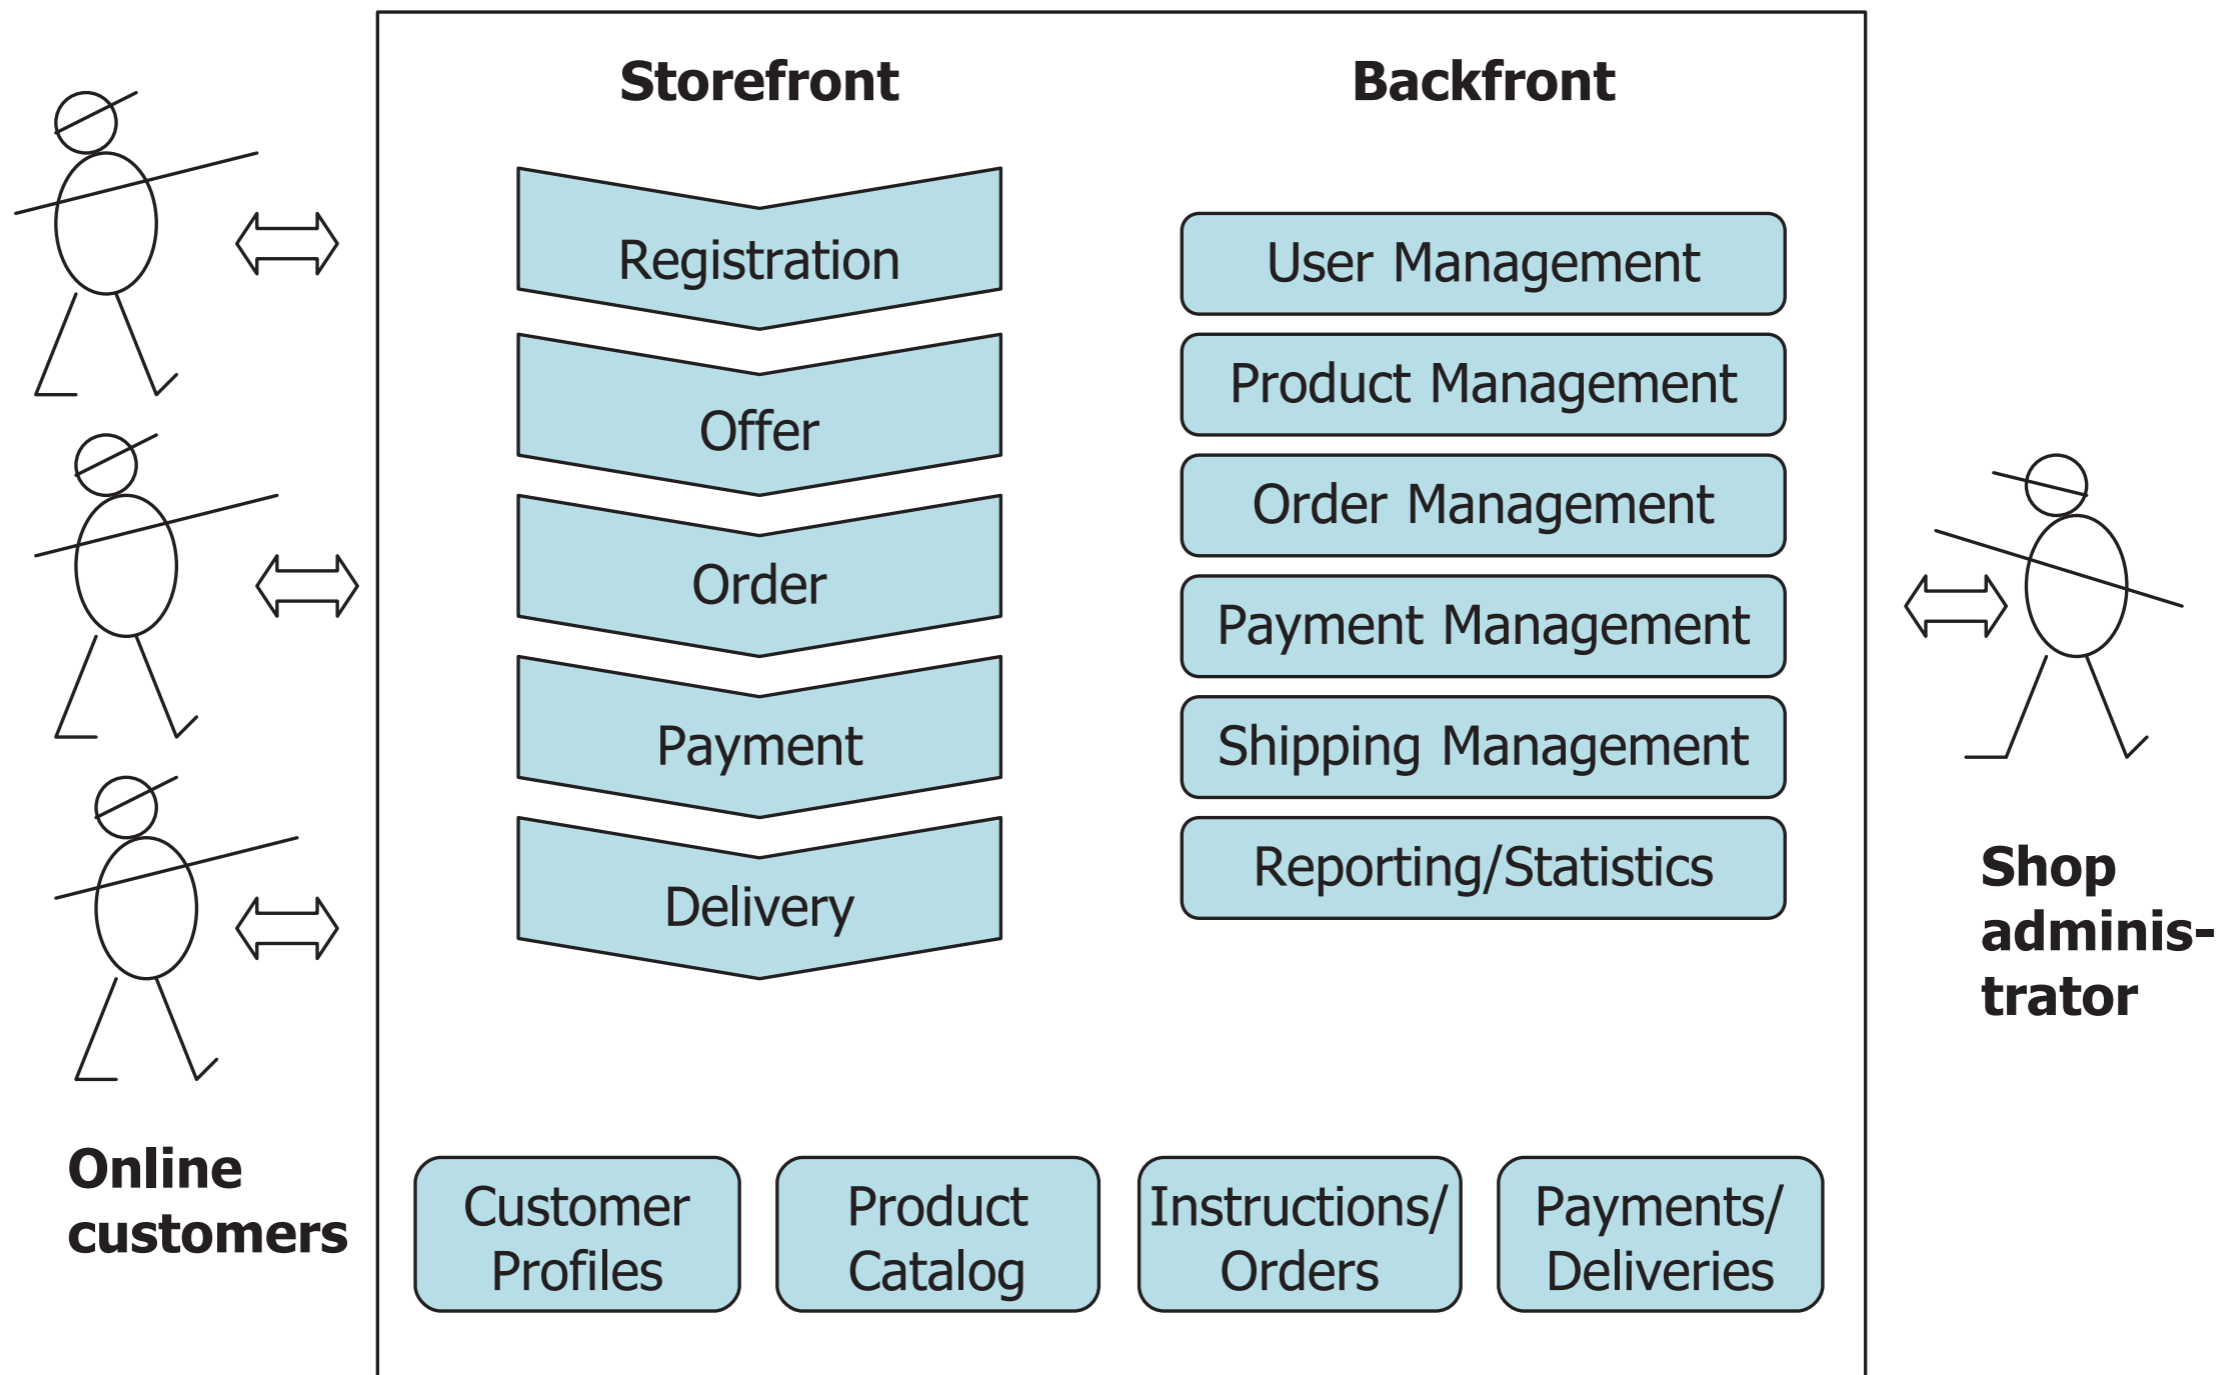 Storefront
Backfront
Registration
Offer
Order
Payment
Delivery
User Management
Product Management
Order Management
Payment Management
Shipping Management
Reporting/Statistics
Online
customers
Shop
adminis-
trator
Customer
Profiles
Product
Catalog
Instructions/
Orders
Payments/
Deliveries